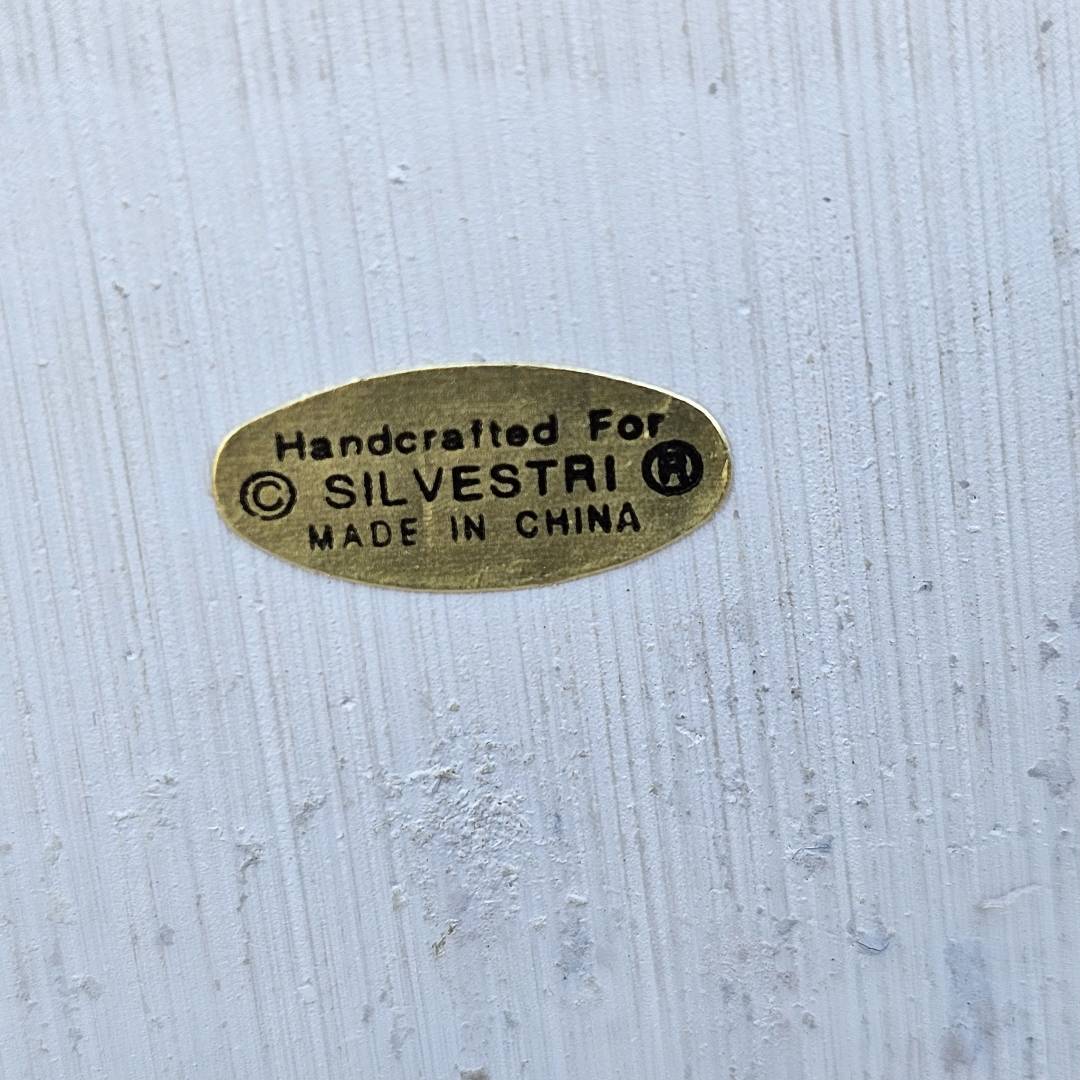 Handcrafted For
© SILVESTRI ®
MADE IN CHINA